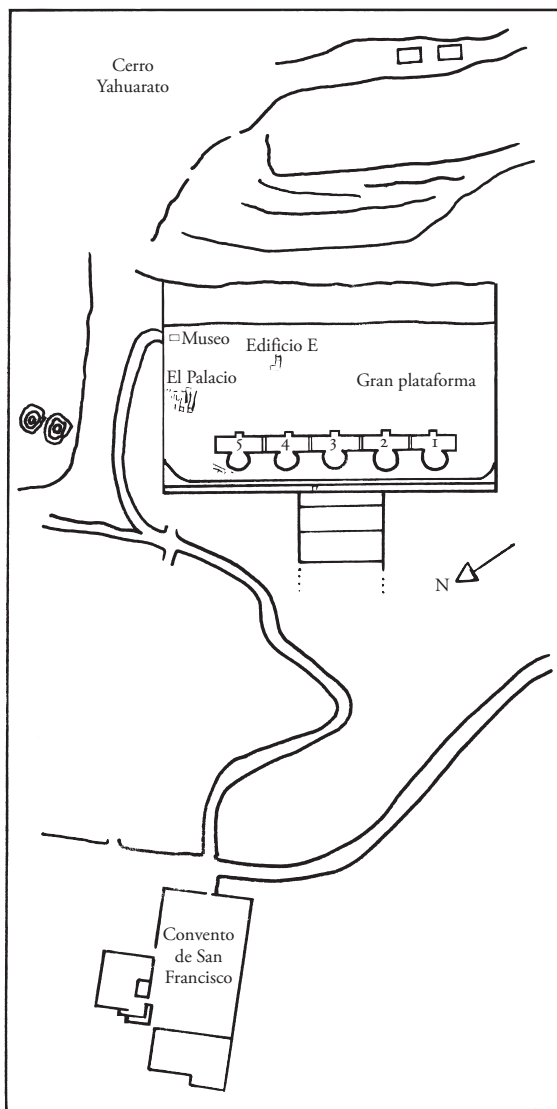 Cerro
Yahuarato
Museo
Edificio E
El Palacio
Gran plataforma
5 4 3 2 1
N
Convento
de San
Francisco